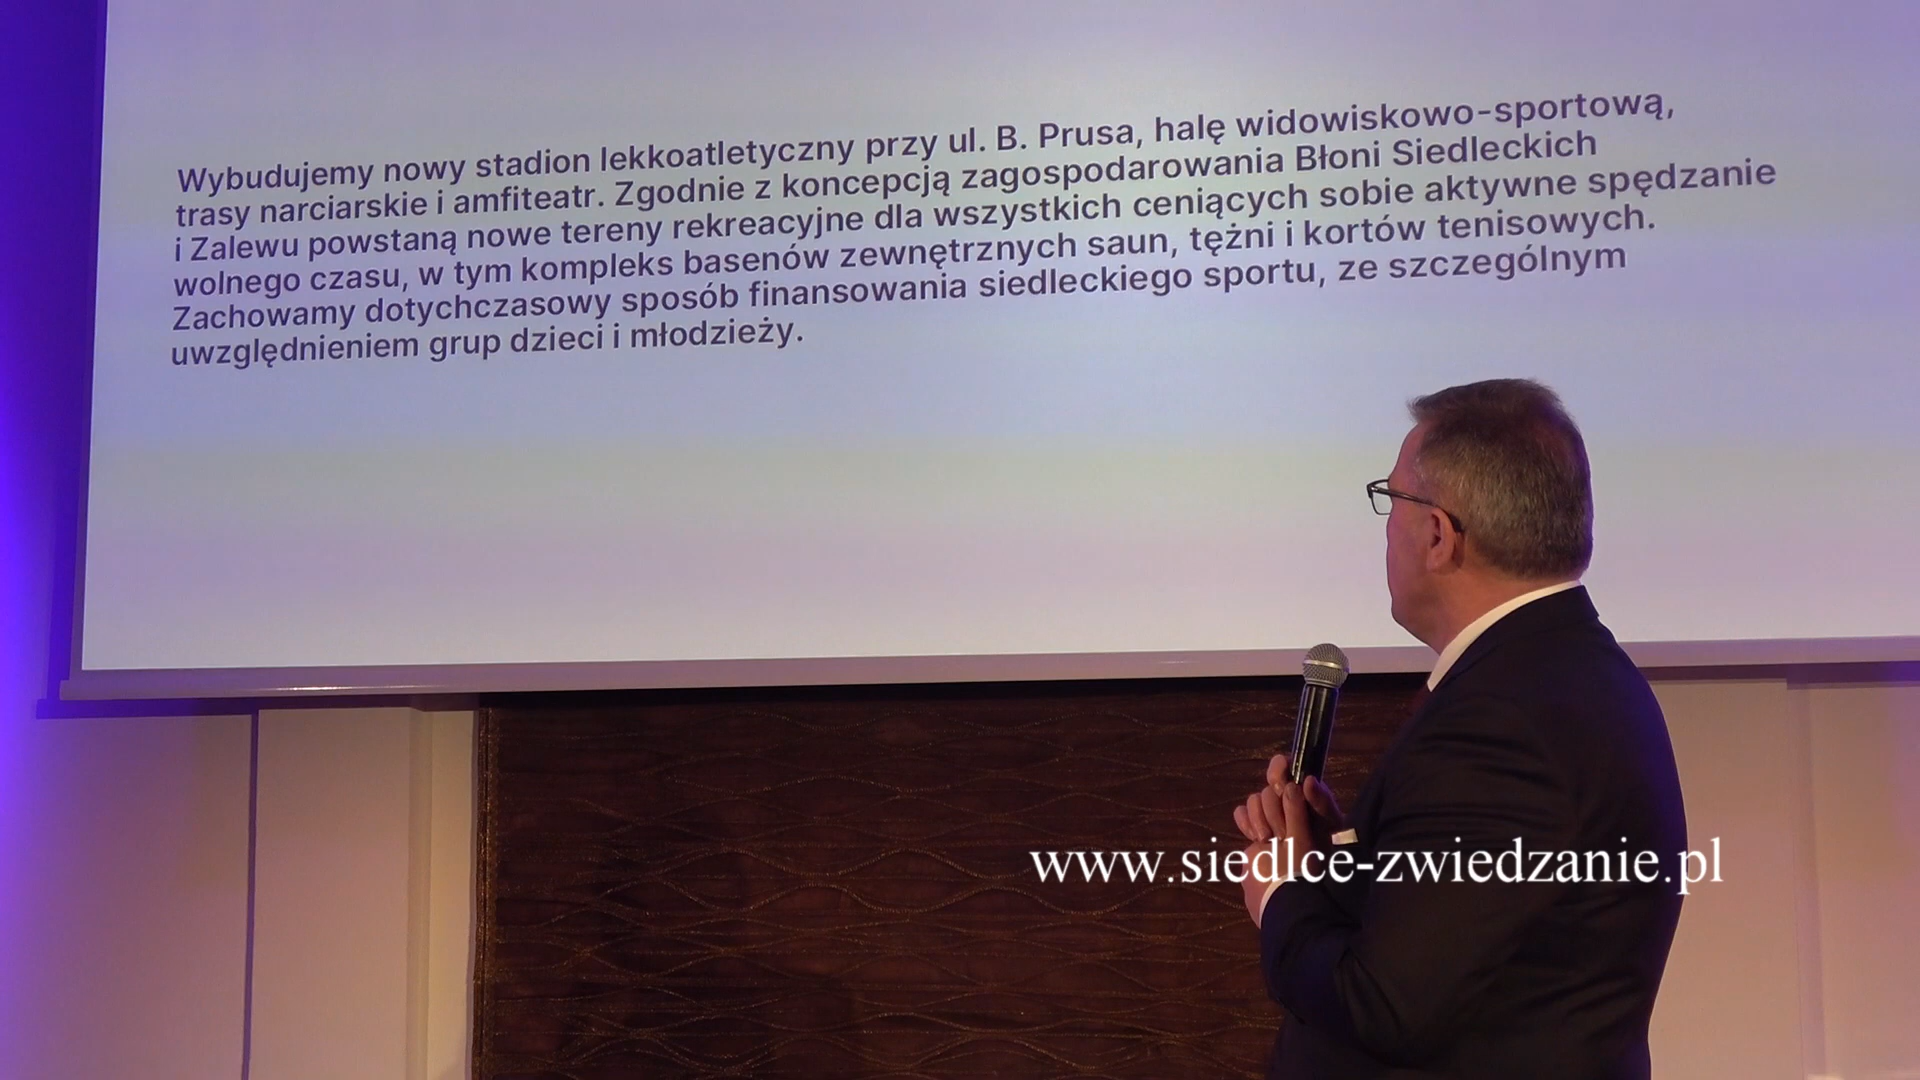 Wybudujemy nowy stadion lekkoatletyczny przy ul. B. Prusa, halę widowiskowo-sportową,
trasy narciarskie i amfiteatr. Zgodnie z koncepcją zagospodarowania Błoni Siedleckich
i Zalewu powstaną nowe tereny rekreacyjne dla wszystkich ceniących sobie aktywne spędzanie
wolnego czasu, w tym kompleks basenów zewnętrznych saun, tężni i kortów tenisowych.
Zachowamy dotychczasowy sposób finansowania siedleckiego sportu, ze szczególnym
uwzględnieniem grup dzieci i młodzieży.
www.siedlce-zwiedzanie.pl